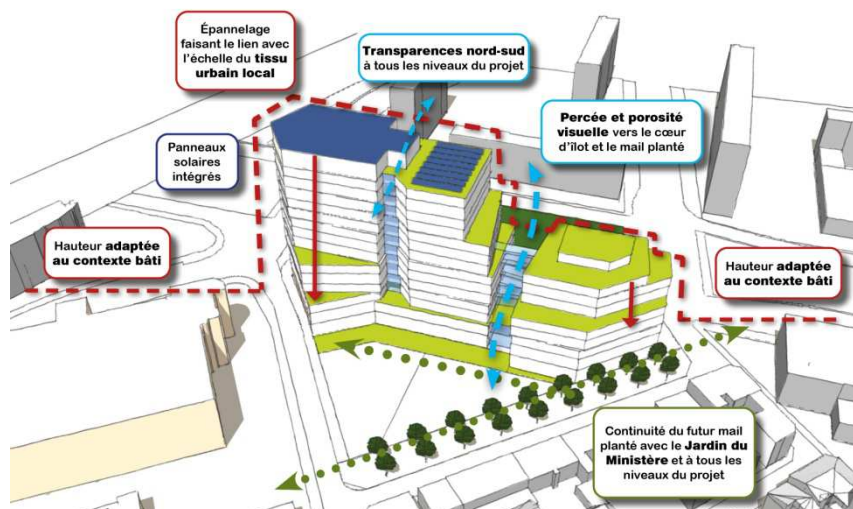 Épannelage
faisant le lien avec
l'échelle du tissu
urbain local
Transparences nord-sud
à tous les niveaux du projet
Percée et porosité
visuelle vers le cœur
d'îlot et le mail planté
Panneaux
solaires
intégrés
Hauteur adaptée
au contexte bâti
Hauteur adaptée
au contexte bâti
Continuité du futur mail
planté avec le Jardin du
Ministère et à tous les
niveaux du projet